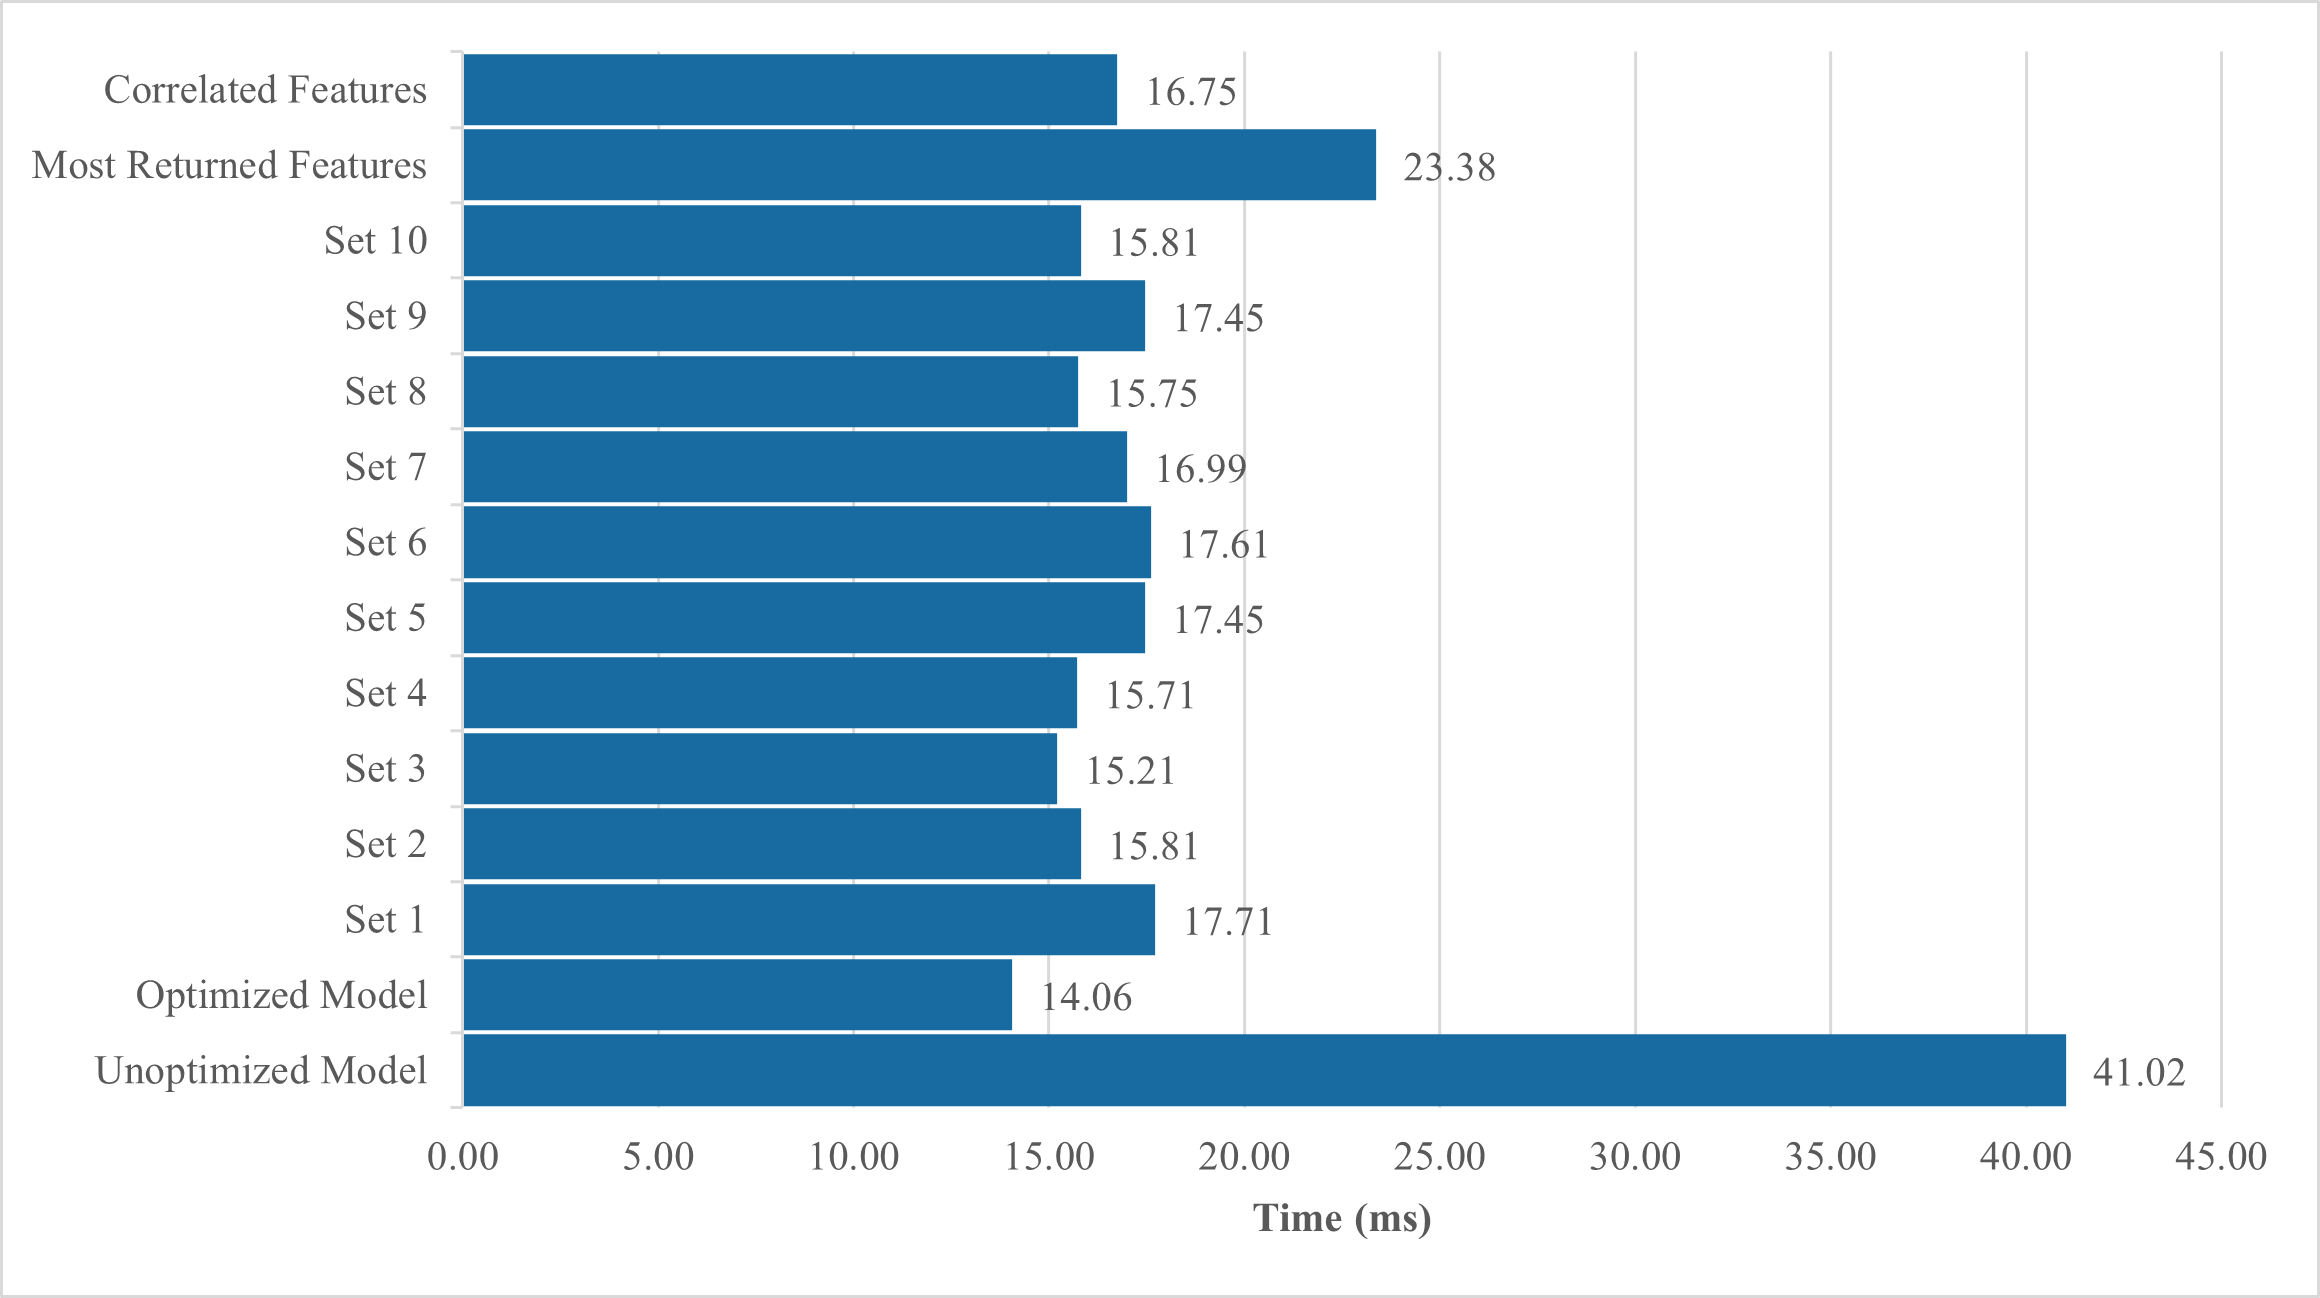 Correlated Features 16.75
Most Returned Features 23.38
Set 10 15.81
Set 9 17.45
Set 8 15.75
Set 7 16.99
Set 6 17.61
Set 5 17.45
Set 4 15.71
Set 3 15.21
Set 2 15.81
Set 1 17.71
Optimized Model 14.06
Unoptimized Model 41.02
0.00 5.00 10.00 15.00 20.00 25.00 30.00 35.00 40.00 45.00
Time (ms)